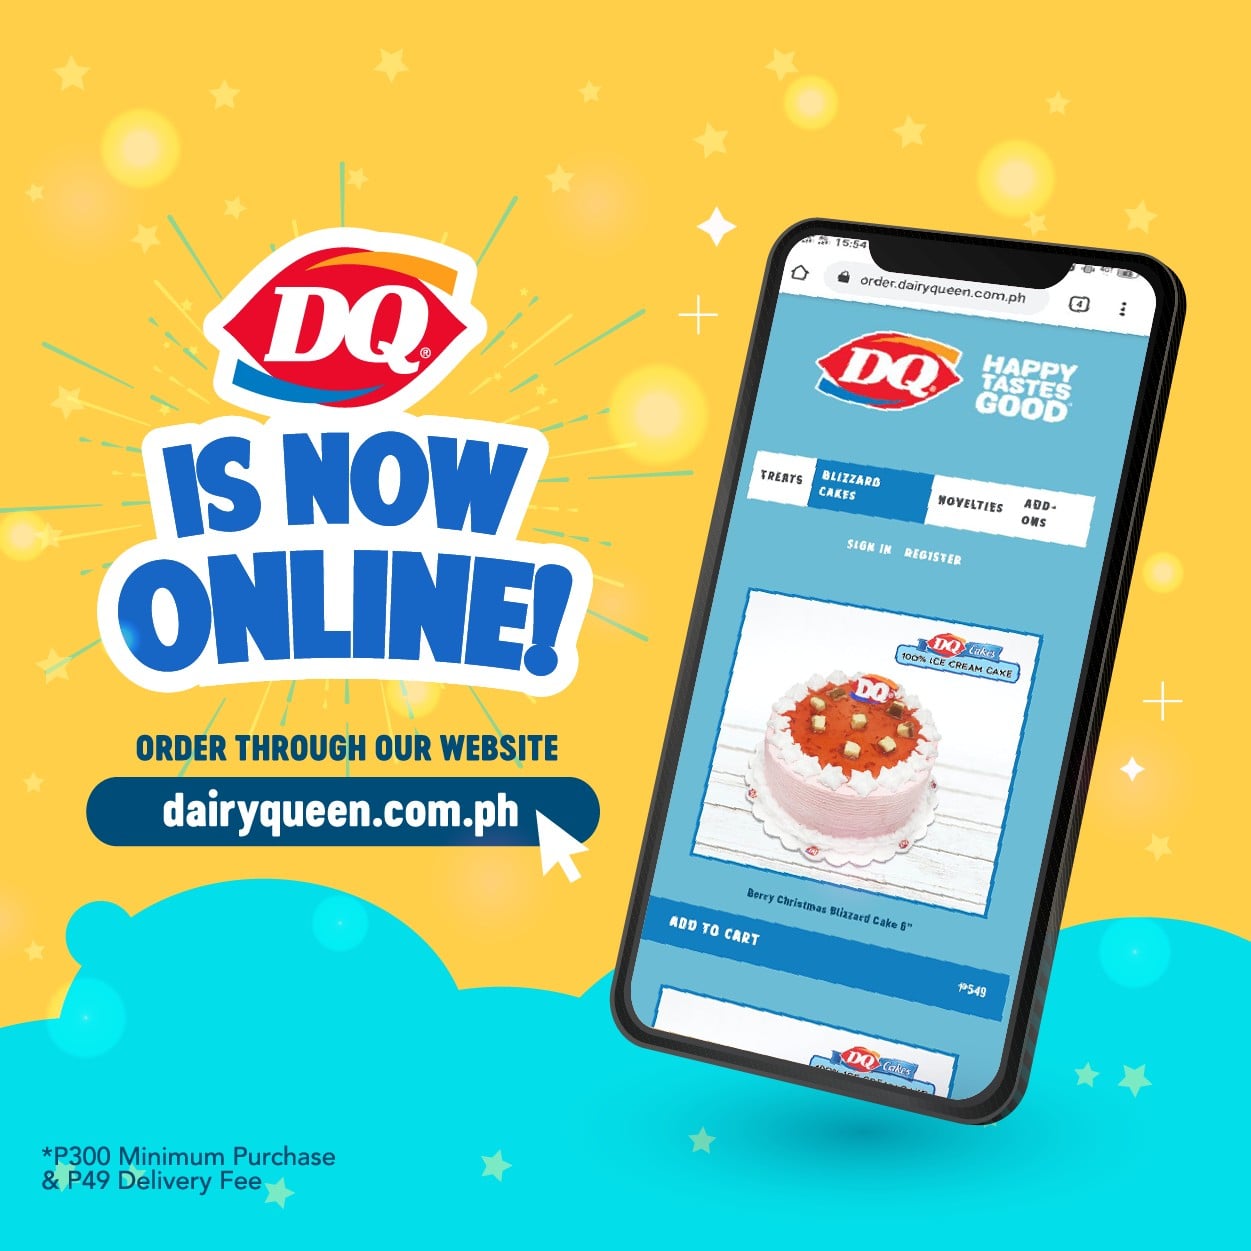 DQ®
IS NOW
ONLINE!
ORDER THROUGH OUR WEBSITE
dairyqueen.com.ph
*P300 Minimum Purchase
& P49 Delivery Fee
15:54
order.dairyqueen.com.ph
4
DQ
HAPPY
TASTES
GOOD
TREATS
BLIZZARD
CAKES
NOVELTIES
ADD-
ONS
SIGN IN REGISTER
DQ Cakes
100% ICE CREAM CAKE
DQ
Berry Christmas Blizzard Cake 6"
ADD TO CART
₱549
DQ Cakes